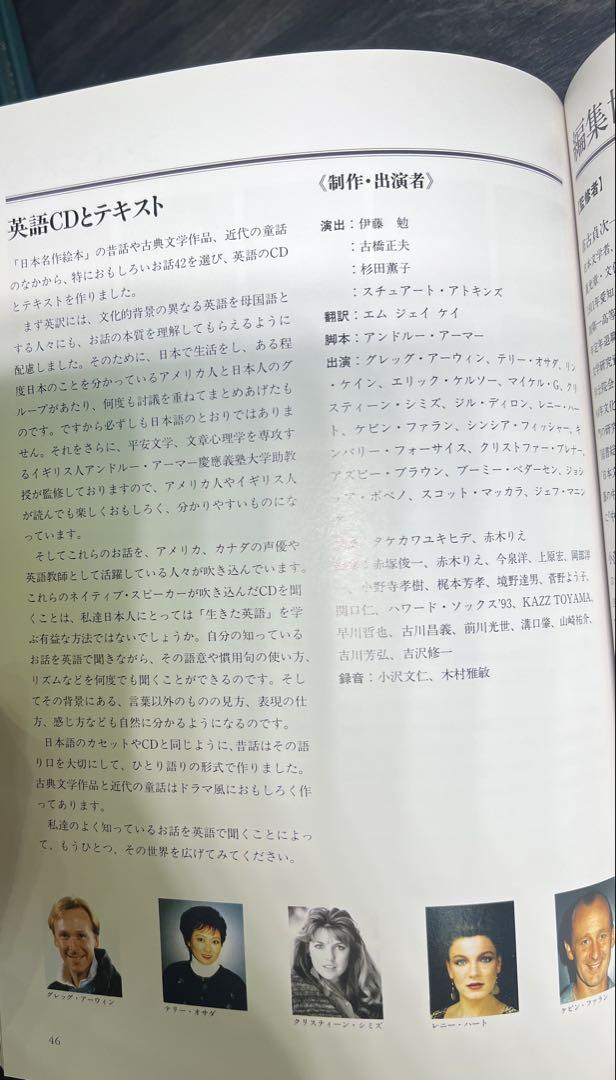 英語CDとテキスト
「日本名作絵本」の昔話や古典文学作品、近代の童話
のなかから、特におもしろいお話42を選び、英語のCD
とテキストを作りました。
まず英訳には、文化的背景の異なる英語を母国語と
する人々にも、お話の本質を理解してもらえるように
配慮しました。そのために、日本で生活をし、ある程
度日本のことを分かっているアメリカ人と日本人のグ
ループがあたり、何度も討議を重ねてまとめあげたも
のです。ですから必ずしも日本語のとおりではありま
せん。それをさらに、平安文学、文章心理学を専攻す
るイギリス人アンドルー・アーマー慶應義塾大学助教
授が監修しておりますので、アメリカ人やイギリス人
が読んでも楽しくおもしろく、分かりやすいものにな
っています。
そしてこれらのお話を、アメリカ、カナダの声優や
英語教師として活躍している人々が吹き込んでいます。
これらのネイティブ・スピーカーが吹き込んだCDを聞
くことは、私達日本人にとっては「生きた英語」を学
ぶ有益な方法ではないでしょうか。自分の知っている
お話を英語で聞きながら、その語意や慣用句の使い方、
リズムなどを何度でも聞くことができるのです。そし
てその背景にある、言葉以外のものの見方、表現の仕
方、感じ方なども自然に分かるようになるのです。
日本語のカセットやCDと同じように、昔話はその語
り口を大切にして、ひとり語りの形式で作りました。
古典文学作品と近代の童話はドラマ風におもしろく作
ってあります。
私達のよく知っているお話を英語で聞くことによっ
て、もうひとつ、その世界を広げてみてください。
《制作・出演者》
演出：伊藤 勉
：古橋正夫
：杉田薫子
：スチュアート・アトキンズ
翻訳：エム ジェイ ケイ
脚本：アンドルー・アーマー
出演：グレッグ・アーウィン、テリー・オサダ、リン
・ケイン、エリック・ケルソー、マイケル・G、クリ
スティーン・シミズ、ジル・ディロン、レニー・ハー
ト、ケビン・ファラン、シンシア・フィッシャー、キ
ンバリー・フォーサイス、クリストファー・ブレナー、
アズビー・ブラウン、ブーミー・ペダーセン、ジョシ
ュア・ボベノ、スコット・マッカラ、ジェフ・マニン
タケカワユキヒデ、赤木りえ
：赤塚俊一、赤木りえ、今泉洋、上原宏、岡部洋
一、小野寺孝樹、梶本芳孝、境野達男、菅野よう子、
関口仁、ハワード・ソックス'93、KAZZ TOYAMA、
早川哲也、古川昌義、前川光世、溝口肇、山崎祐介、
吉川芳弘、吉沢修一
録音：小沢文仁、木村雅敏
グレッグ・アーウィン
テリー・オサダ
クリスティーン・シミズ
レニー・ハート
ケビン・ファラン
46
編集